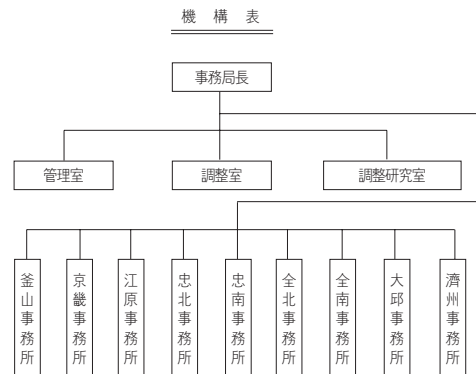 機 構 表
事務局長
管理室
調整室
調整研究室
釜山事務所
京畿事務所
江原事務所
忠北事務所
忠南事務所
全北事務所
全南事務所
大邱事務所
濟州事務所